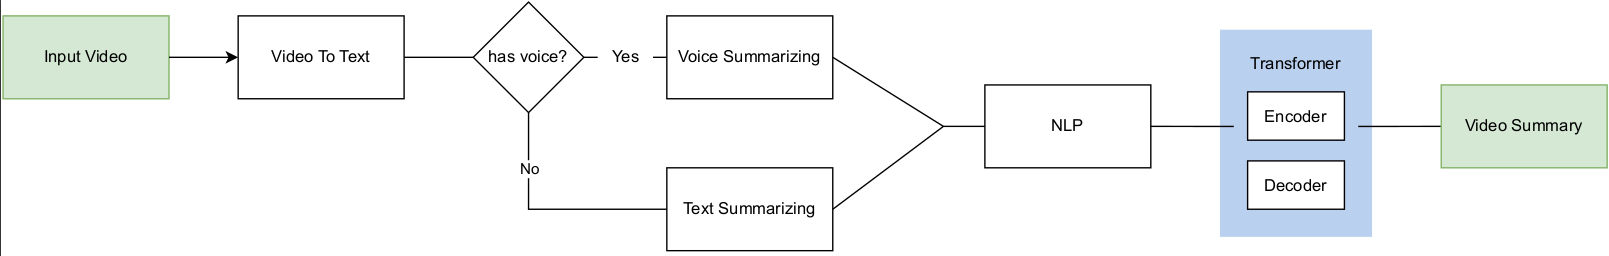 Input Video
Video To Text
has voice?
Yes
Voice Summarizing
No
Text Summarizing
NLP
Transformer
Encoder
Decoder
Video Summary